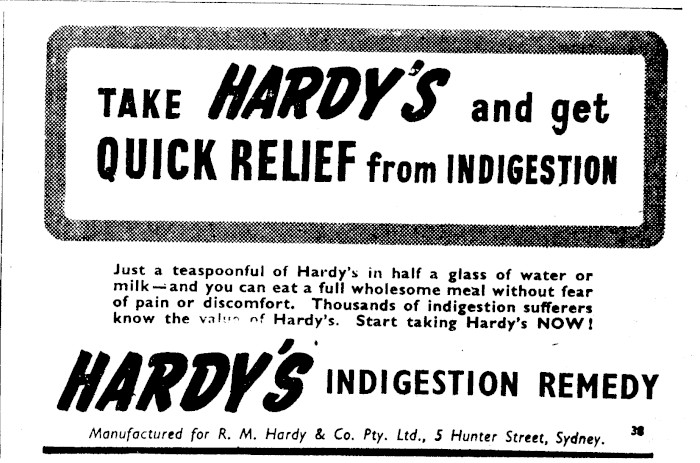 TAKE HARDY'S and get
QUICK RELIEF from INDIGESTION
Just a teaspoonful of Hardy's in half a glass of water or
milk—and you can eat a full wholesome meal without fear
of pain or discomfort. Thousands of indigestion sufferers
know the value of Hardy's. Start taking Hardy's NOW!
HARDY'S INDIGESTION REMEDY
Manufactured for R. M. Hardy & Co. Pty. Ltd., 5 Hunter Street, Sydney. 38